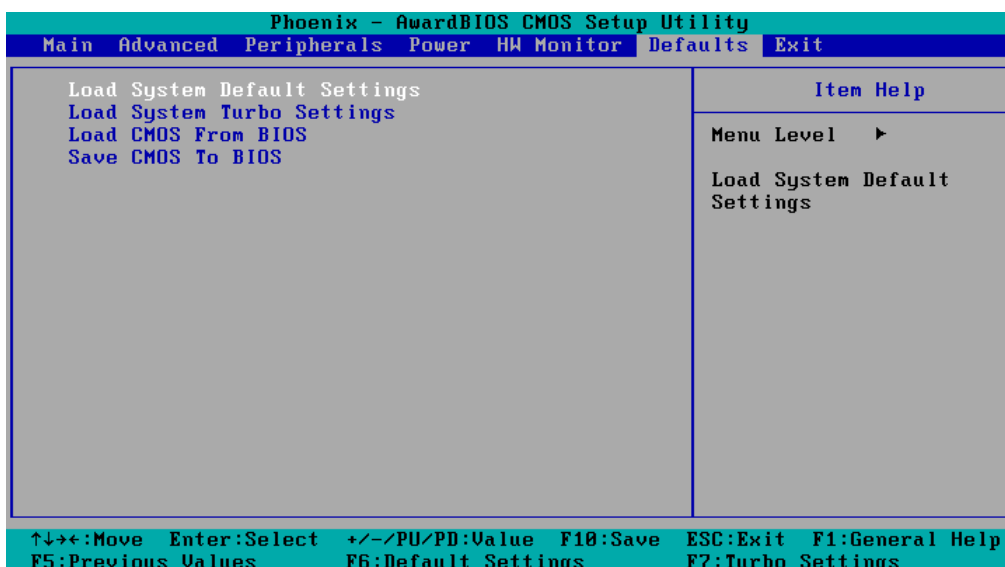 Phoenix - AwardBIOS CMOS Setup Utility
Main Advanced Peripherals Power HW Monitor Defaults Exit
Load System Default Settings
Load System Turbo Settings
Load CMOS From BIOS
Save CMOS To BIOS
Item Help
Menu Level ▶
Load System Default
Settings
↑↓→←:Move Enter:Select +/-/PU/PD:Value F10:Save ESC:Exit F1:General Help
F5:Previous Values F6:Default Settings F7:Turbo Settings